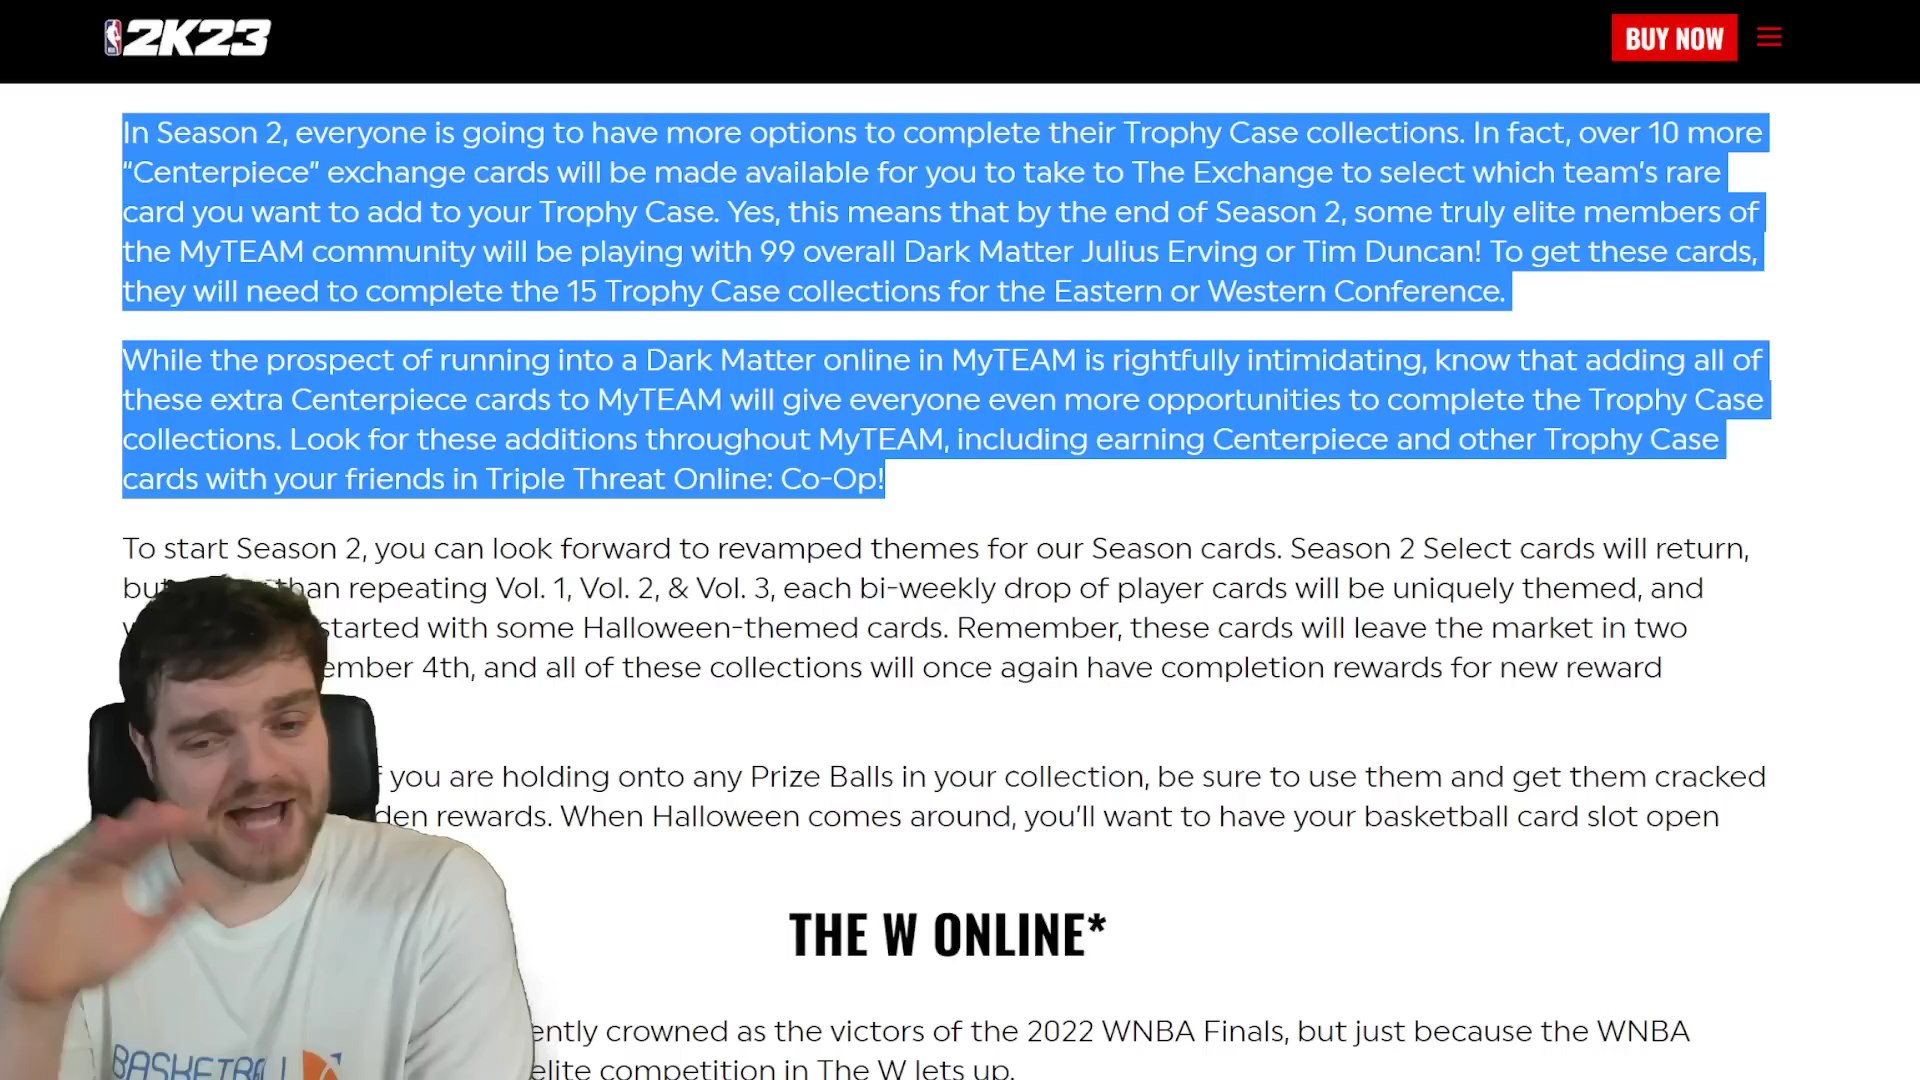 2K23
BUY NOW
In Season 2, everyone is going to have more options to complete their Trophy Case collections. In fact, over 10 more
“Centerpiece” exchange cards will be made available for you to take to The Exchange to select which team’s rare
card you want to add to your Trophy Case. Yes, this means that by the end of Season 2, some truly elite members of
the MyTEAM community will be playing with 99 overall Dark Matter Julius Erving or Tim Duncan! To get these cards,
they will need to complete the 15 Trophy Case collections for the Eastern or Western Conference.
While the prospect of running into a Dark Matter online in MyTEAM is rightfully intimidating, know that adding all of
these extra Centerpiece cards to MyTEAM will give everyone even more opportunities to complete the Trophy Case
collections. Look for these additions throughout MyTEAM, including earning Centerpiece and other Trophy Case
cards with your friends in Triple Threat Online: Co-Op!
To start Season 2, you can look forward to revamped themes for our Season cards. Season 2 Select cards will return,
repeating Vol. 1, Vol. 2, & Vol. 3, each bi-weekly drop of player cards will be uniquely themed, and
started with some Halloween-themed cards. Remember, these cards will leave the market in two
4th, and all of these collections will once again have completion rewards for new reward
you are holding onto any Prize Balls in your collection, be sure to use them and get them cracked
rewards. When Halloween comes around, you’ll want to have your basketball card slot open
THE W ONLINE*
crowned as the victors of the 2022 WNBA Finals, but just because the WNBA
elite competition in The W lets up.
BASKETBALL